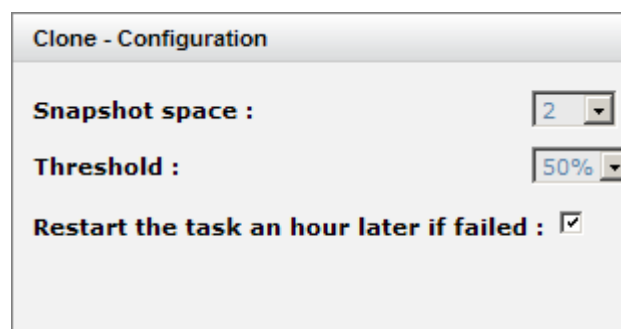 Clone - Configuration
Snapshot space : 2
Threshold : 50%
Restart the task an hour later if failed :